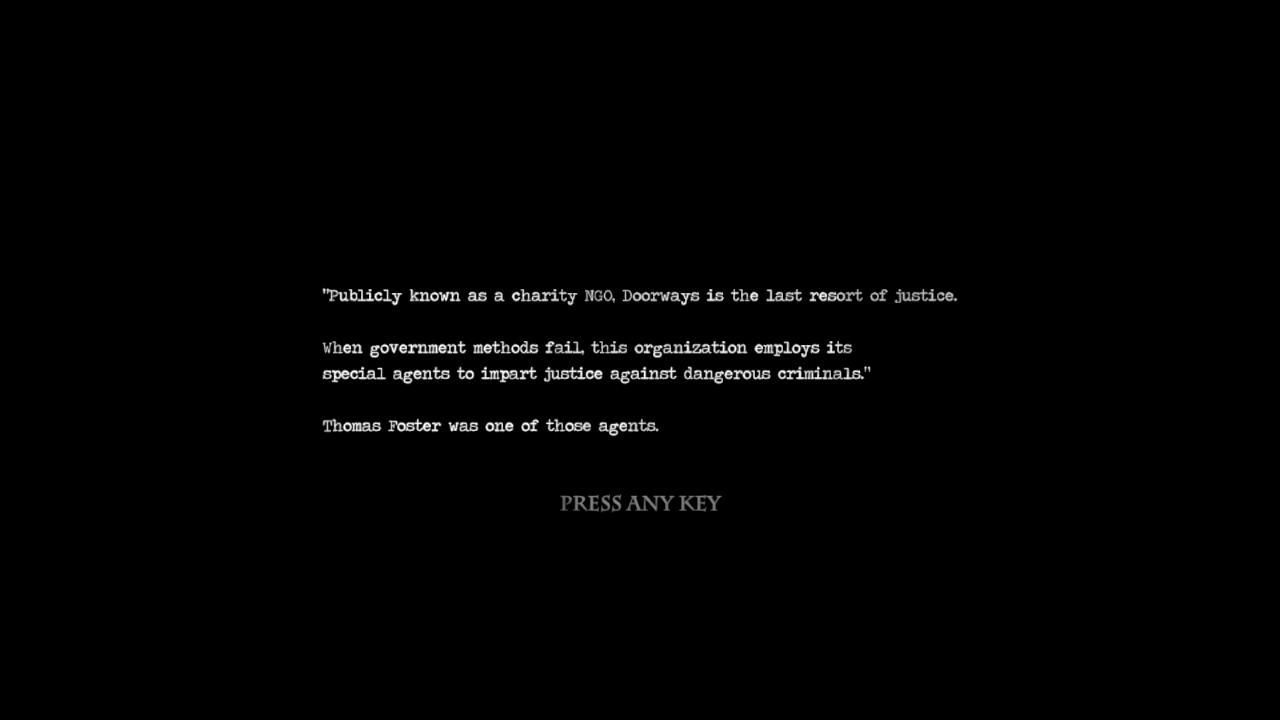 "Publicly known as a charity NGO, Doorways is the last resort of justice.
When government methods fail, this organization employs its
special agents to impart justice against dangerous criminals."
Thomas Foster was one of those agents.
PRESS ANY KEY